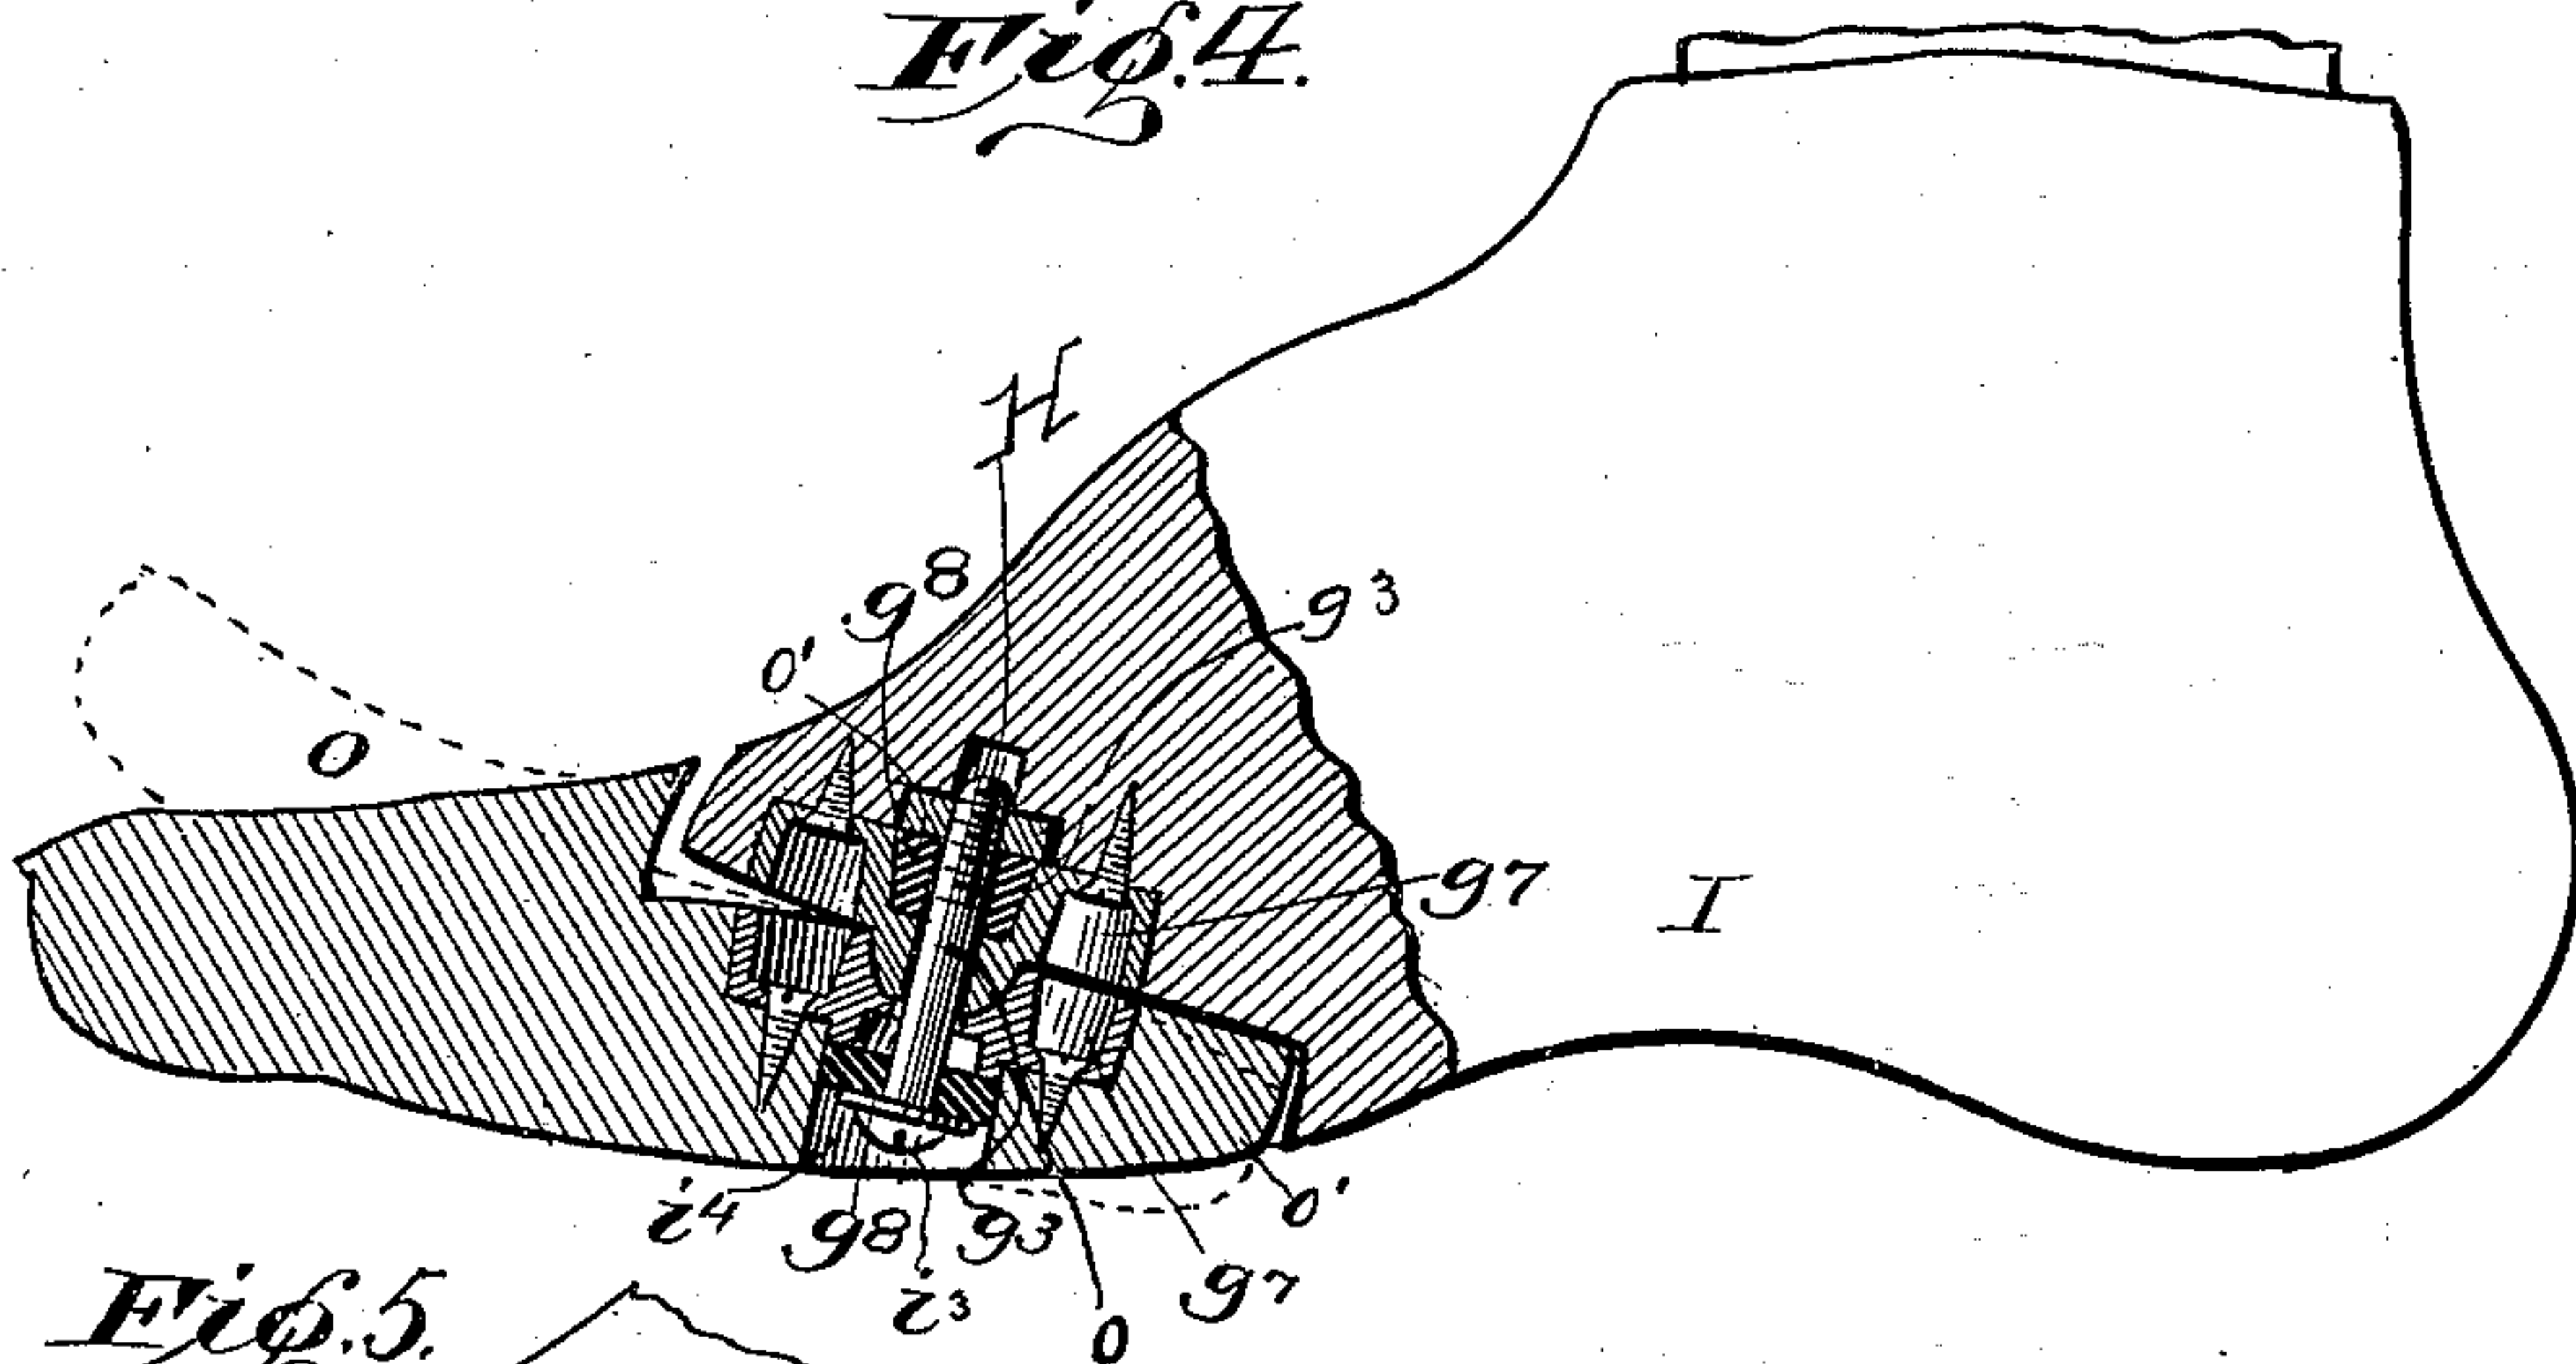 Fig. 4.
H
g⁸
g³
o'
O
g⁷
I
i⁴
g⁸
g³
o'
i³
g⁷
o
Fig. 5.